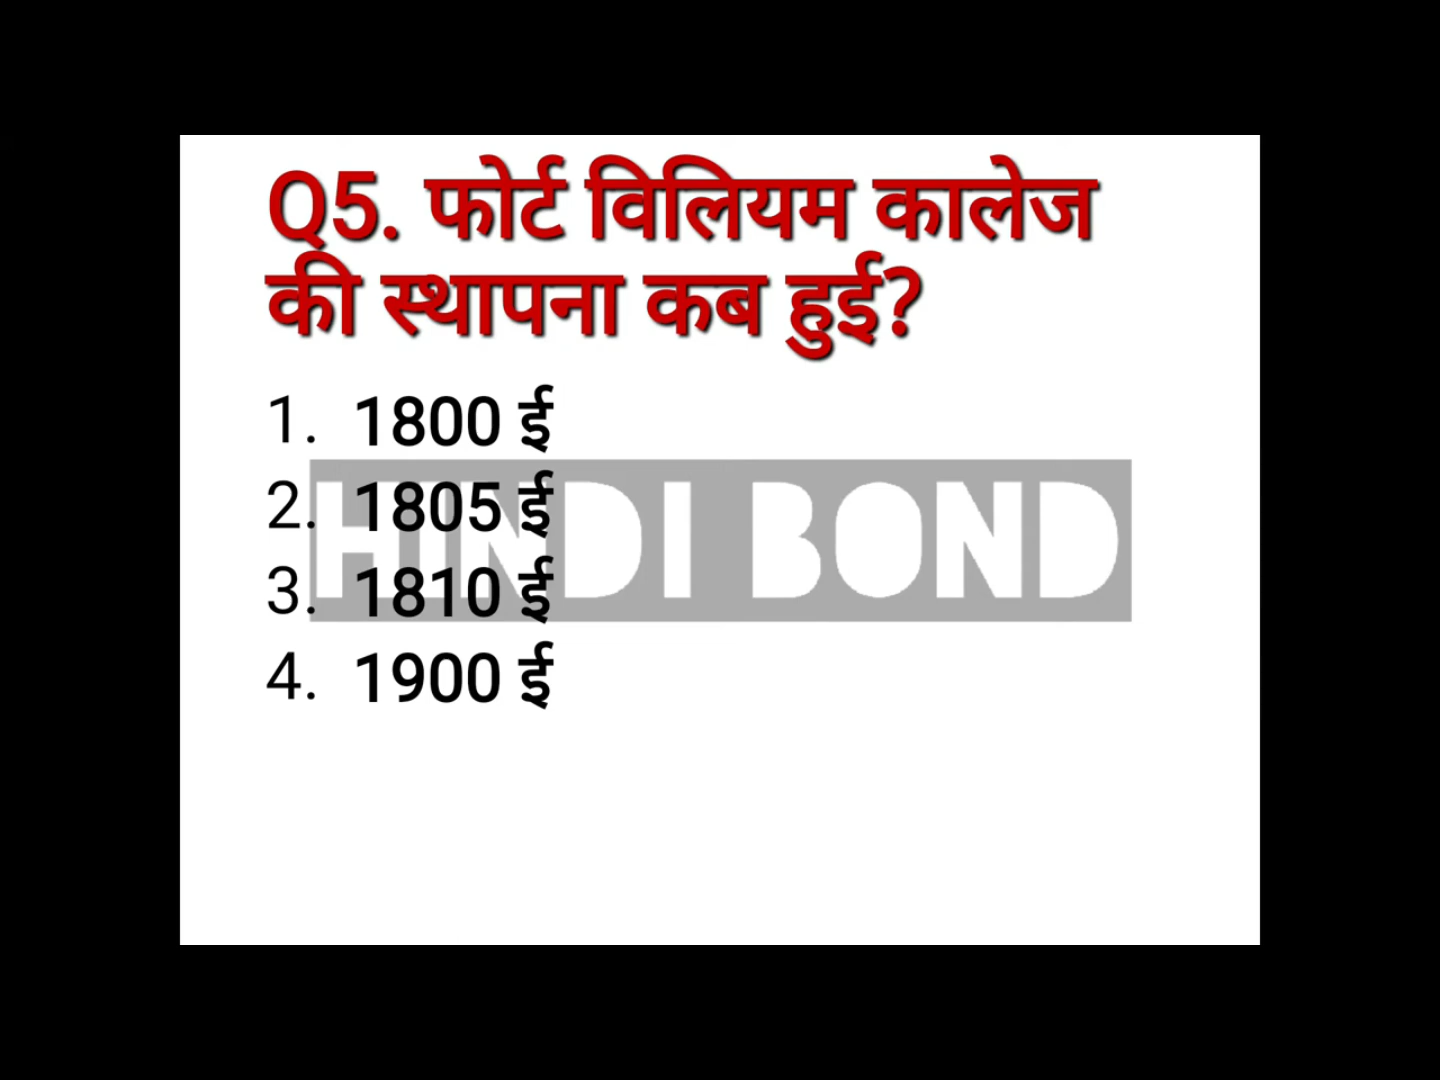 Q5. फोर्ट विलियम कालेज
की स्थापना कब हुई?
1. 1800 ई
2. 1805 ई
3. 1810 ई
4. 1900 ई
HINDI BOND